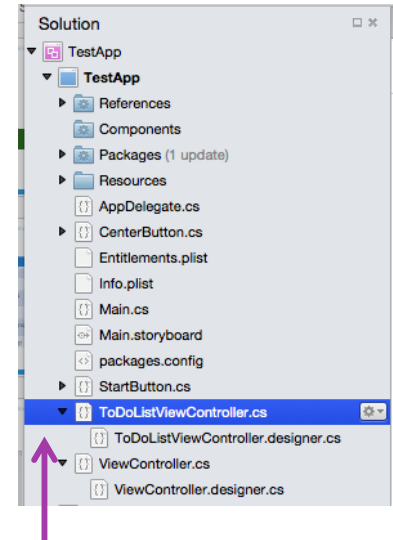 Solution
TestApp
TestApp
References
Components
Packages (1 update)
Resources
AppDelegate.cs
CenterButton.cs
Entitlements.plist
Info.plist
Main.cs
Main.storyboard
packages.config
StartButton.cs
ToDoListViewController.cs
ToDoListViewController.designer.cs
ViewController.cs
ViewController.designer.cs